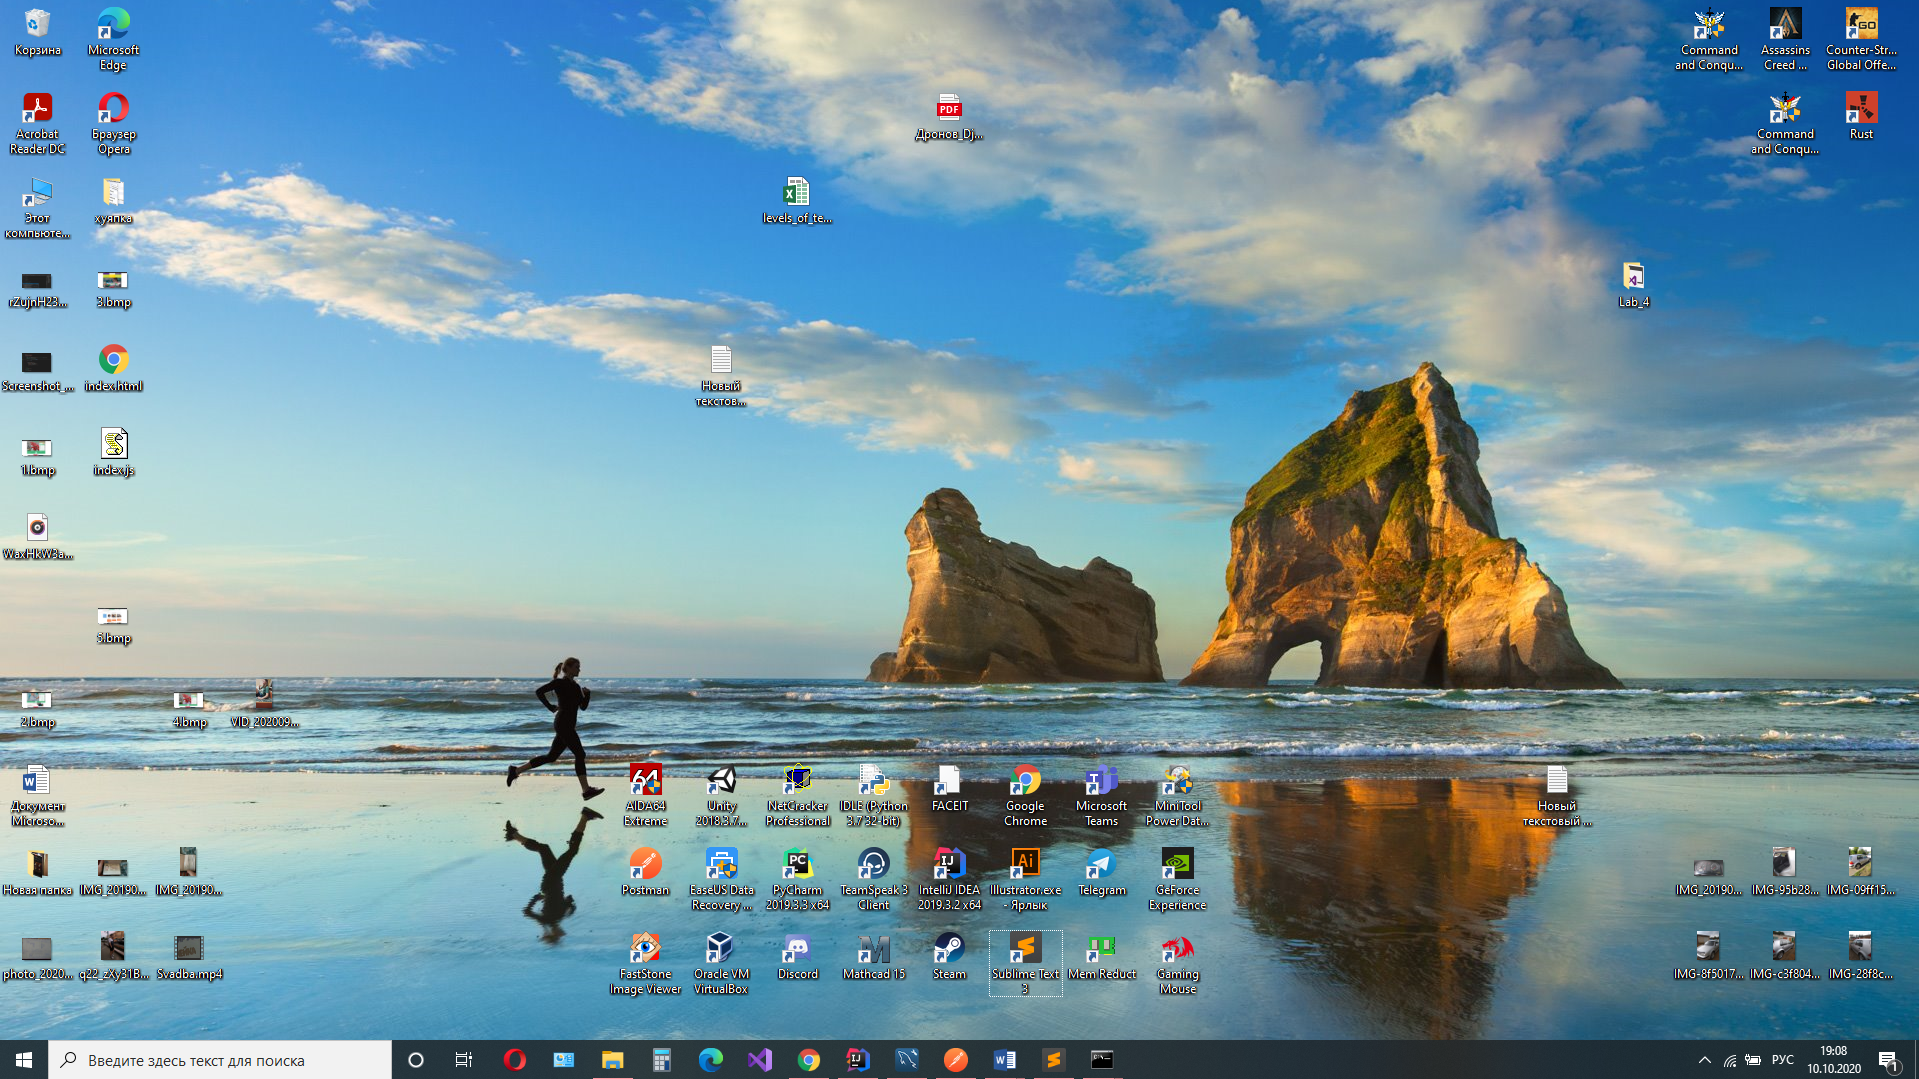 Корзина
Microsoft
Edge
Command
and Conqu...
Assassins
Creed ...
Counter-Str...
Global Offe...
Acrobat
Reader DC
Браузер
Opera
PDF
Дронов_Dj...
Command
and Conqu...
Rust
Этот
компьюте...
хуяпка
levels_of_te...
rZujnH23...
3.bmp
Lab_4
Screenshot_...
index.html
Новый
текстов...
1.bmp
index.js
WaxHkW3a...
5.bmp
2.bmp
4.bmp
VID_202009...
Документ
Microso...
64
AIDA64
Extreme
Unity
2018.3.7...
NetCracker
Professional
IDLE (Python
3.7 32-bit)
FACEIT
Google
Chrome
Microsoft
Teams
MiniTool
Power Dat...
Новый
текстовый ...
Новая папка
IMG_20190...
IMG_20190...
Postman
EaseUS Data
Recovery ...
PyCharm
2019.3.3 x64
TeamSpeak 3
Client
IntelliJ IDEA
2019.3.2 x64
Illustrator.exe
- Ярлык
Telegram
GeForce
Experience
IMG_20190...
IMG-95b28...
IMG-09ff15...
photo_2020...
q22_zXy31B...
Svadba.mp4
FastStone
Image Viewer
Oracle VM
VirtualBox
Discord
Mathcad 15
Steam
Sublime Text
3
Mem Reduct
Gaming
Mouse
IMG-8f5017...
IMG-c3f804...
IMG-28f8c...
Введите здесь текст для поиска
РУС
19:08
10.10.2020
1